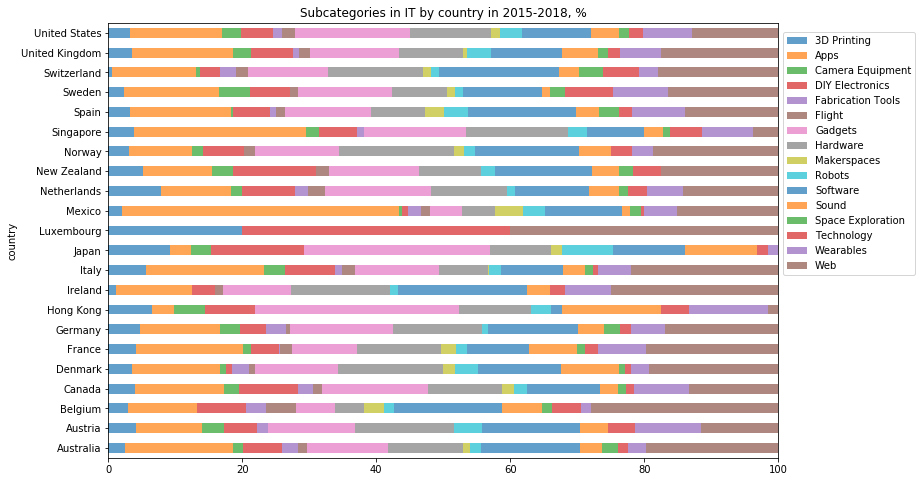 Subcategories in IT by country in 2015-2018, %
country
United States
United Kingdom
Switzerland
Sweden
Spain
Singapore
Norway
New Zealand
Netherlands
Mexico
Luxembourg
Japan
Italy
Ireland
Hong Kong
Germany
France
Denmark
Canada
Belgium
Austria
Australia
0 20 40 60 80 100
3D Printing
Apps
Camera Equipment
DIY Electronics
Fabrication Tools
Flight
Gadgets
Hardware
Makerspaces
Robots
Software
Sound
Space Exploration
Technology
Wearables
Web